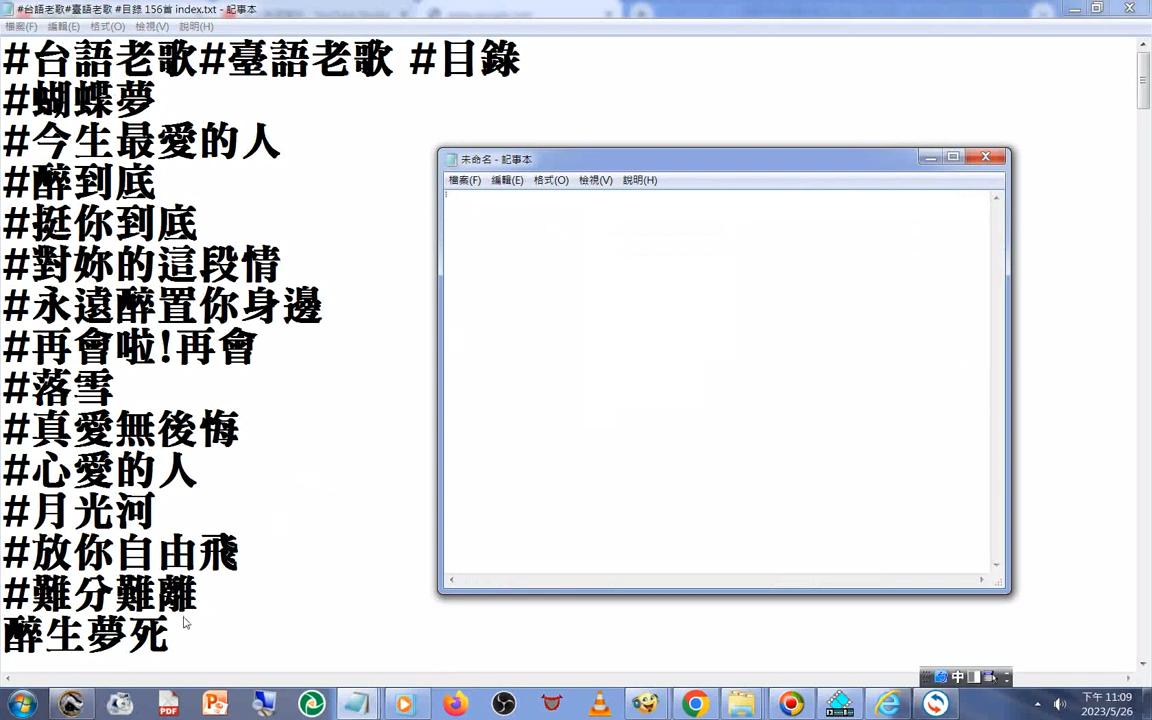 #台語老歌#臺語老歌 #目錄 156首 index.txt - 記事本
檔案(F) 編輯(E) 格式(O) 檢視(V) 說明(H)
#台語老歌#臺語老歌 #目錄
#蝴蝶夢
#今生最愛的人
#醉到底
#挺你到底
#對妳的這段情
#永遠醉置你身邊
#再會啦!再會
#落雪
#真愛無後悔
#心愛的人
#月光河
#放你自由飛
#難分難離
醉生夢死
未命名 - 記事本
檔案(F) 編輯(E) 格式(O) 檢視(V) 說明(H)
中
PDF
下午 11:09
2023/5/26